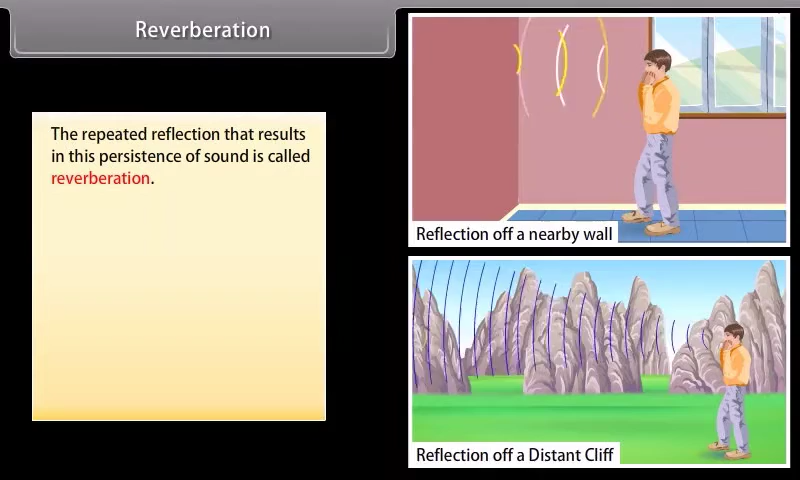 Reverberation
The repeated reflection that results
in this persistence of sound is called
reverberation.
Reflection off a nearby wall
Reflection off a Distant Cliff